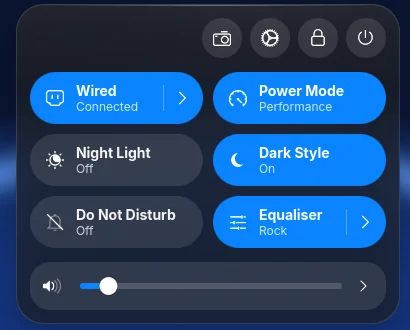 Wired
Connected
Power Mode
Performance
Night Light
Off
Dark Style
On
Do Not Disturb
Off
Equaliser
Rock